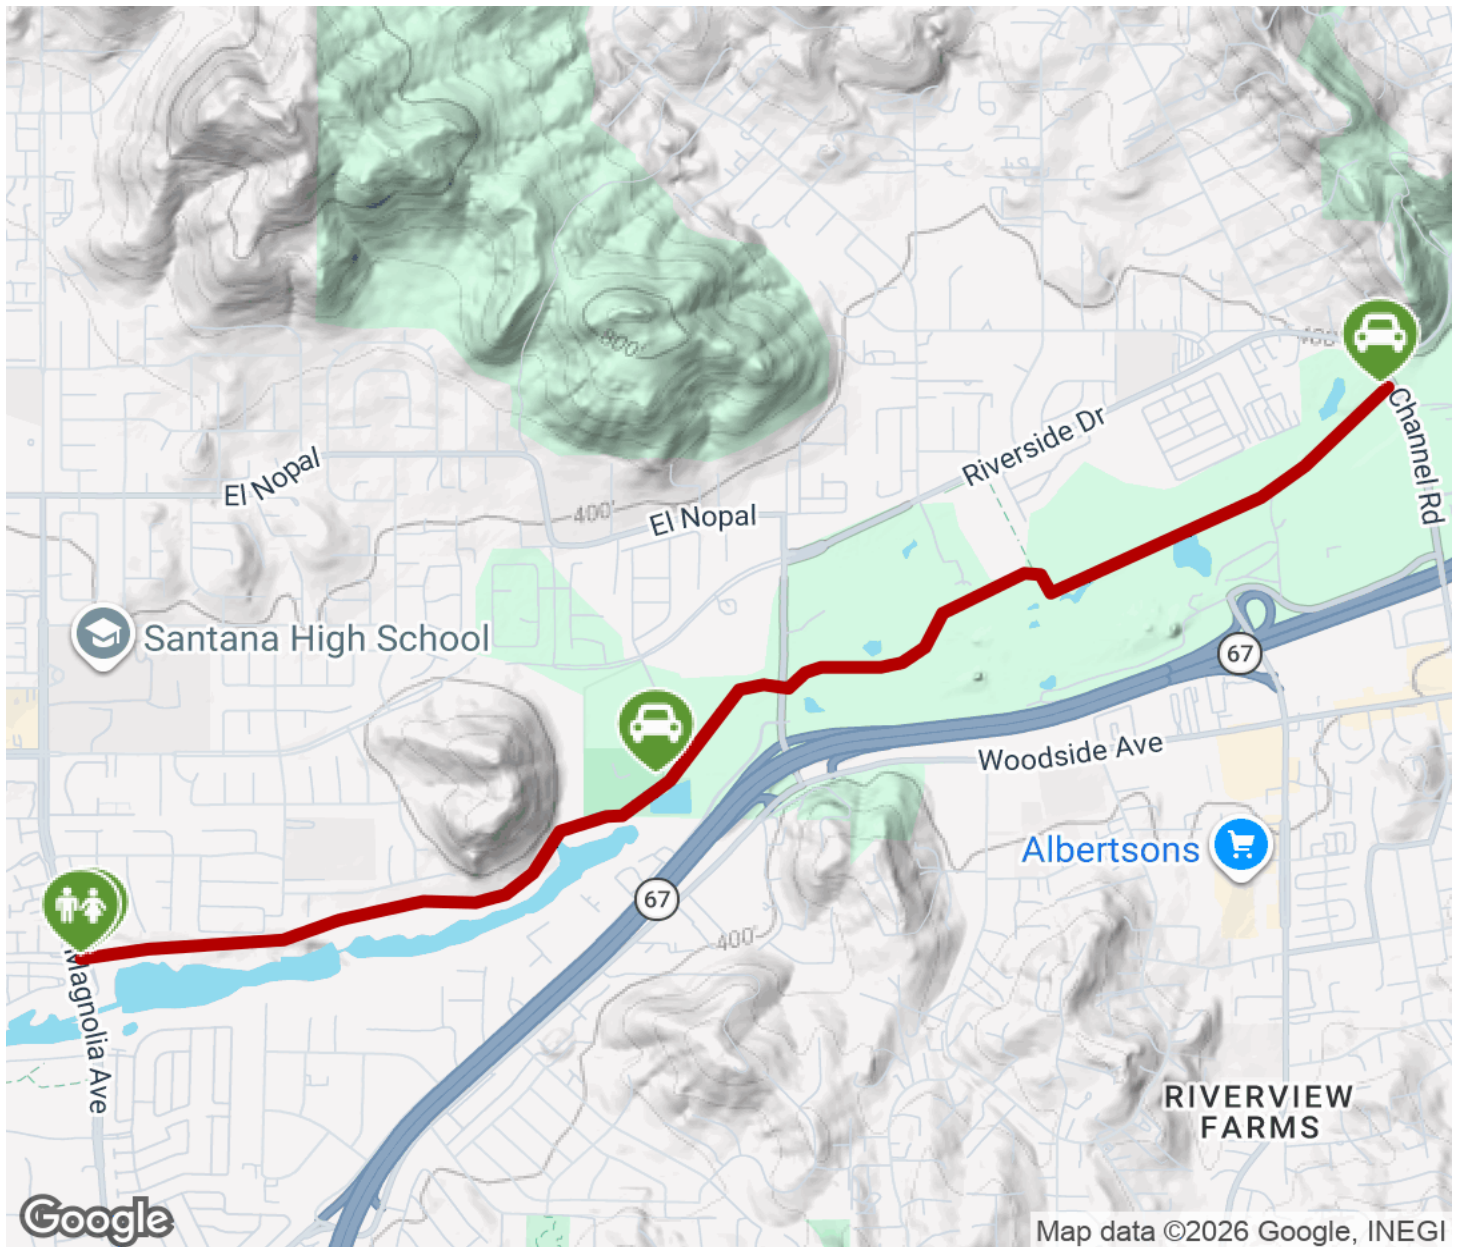 800'
400'
Riverside Dr
Channel Rd
El Nopal
400'
El Nopal
Santana High School
67
Woodside Ave
Albertsons
67
400'
Magnolia Ave
RIVERVIEW
FARMS
Google
Map data ©2026 Google, INEGI